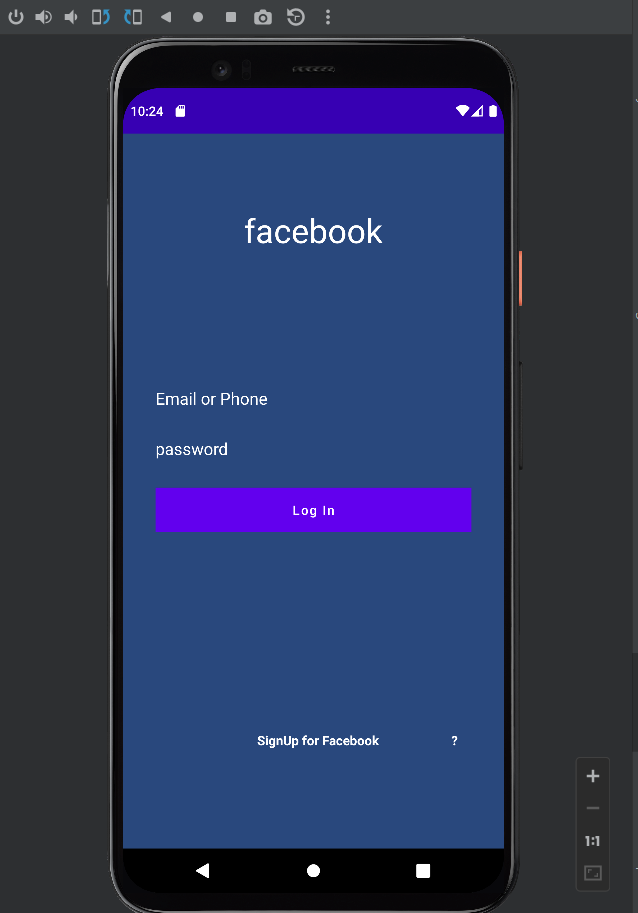 10:24
facebook
Email or Phone
password
Log In
SignUp for Facebook ?
1:1